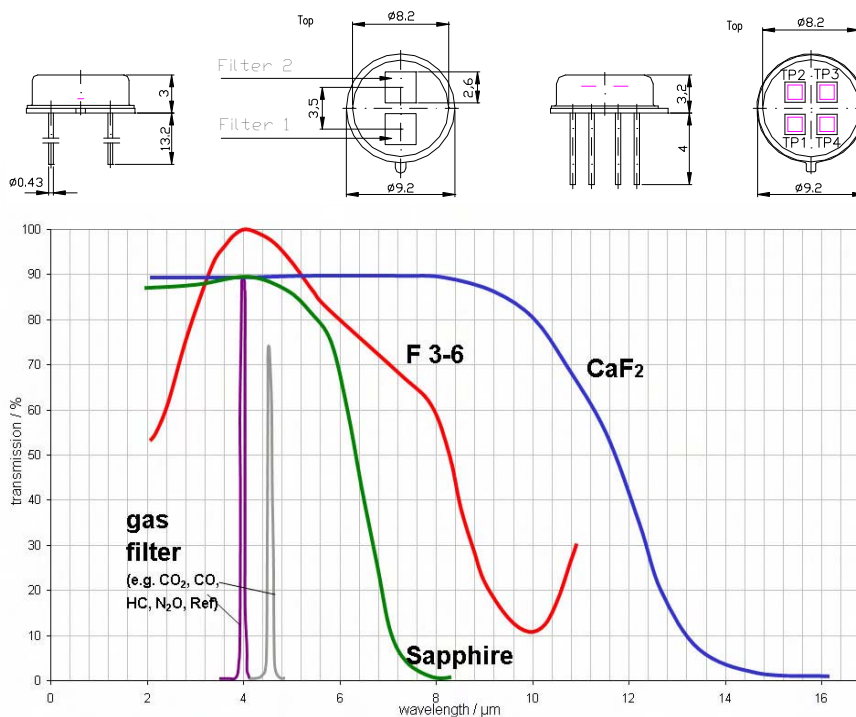 Top
ø8.2
Filter 2
Filter 1
3
13.2
ø0.43
3,5
2,6
ø9.2
3,2
4
Top
ø8.2
TP2 TP3
TP1 TP4
ø9.2
transmission / %
100
90
80
70
60
50
40
30
20
10
0
F 3-6
CaF₂
gas
filter
(e.g. CO₂, CO,
HC, N₂O, Ref)
Sapphire
0 2 4 6 8 10 12 14 16
wavelength / µm